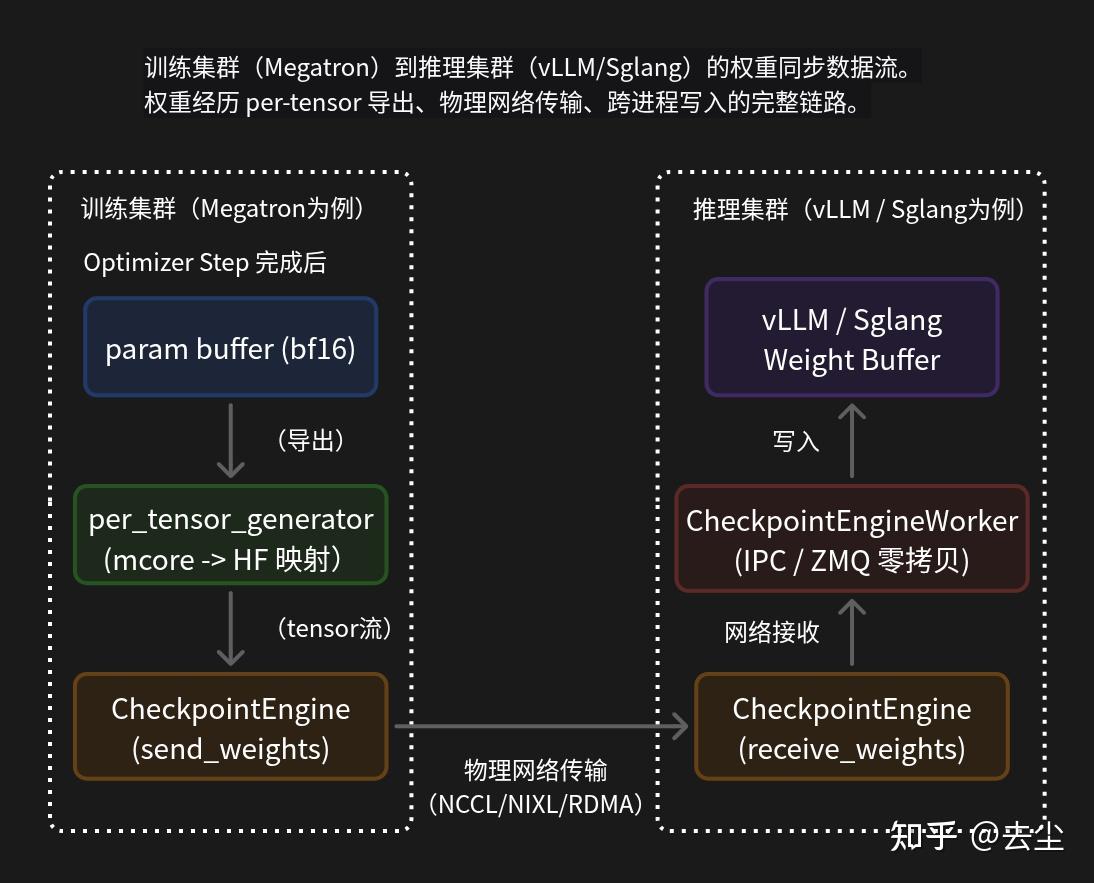 训练集群（Megatron）到推理集群（vLLM/Sglang）的权重同步数据流。
权重经历 per-tensor 导出、物理网络传输、跨进程写入的完整链路。
训练集群（Megatron为例）
Optimizer Step 完成后
param buffer (bf16)
（导出）
per_tensor_generator
(mcore -> HF 映射）
（tensor流）
CheckpointEngine
(send_weights)
物理网络传输
（NCCL/NIXL/RDMA）
推理集群（vLLM / Sglang为例）
vLLM / Sglang
Weight Buffer
写入
CheckpointEngineWorker
(IPC / ZMQ 零拷贝)
网络接收
CheckpointEngine
(receive_weights)
知乎 @去尘